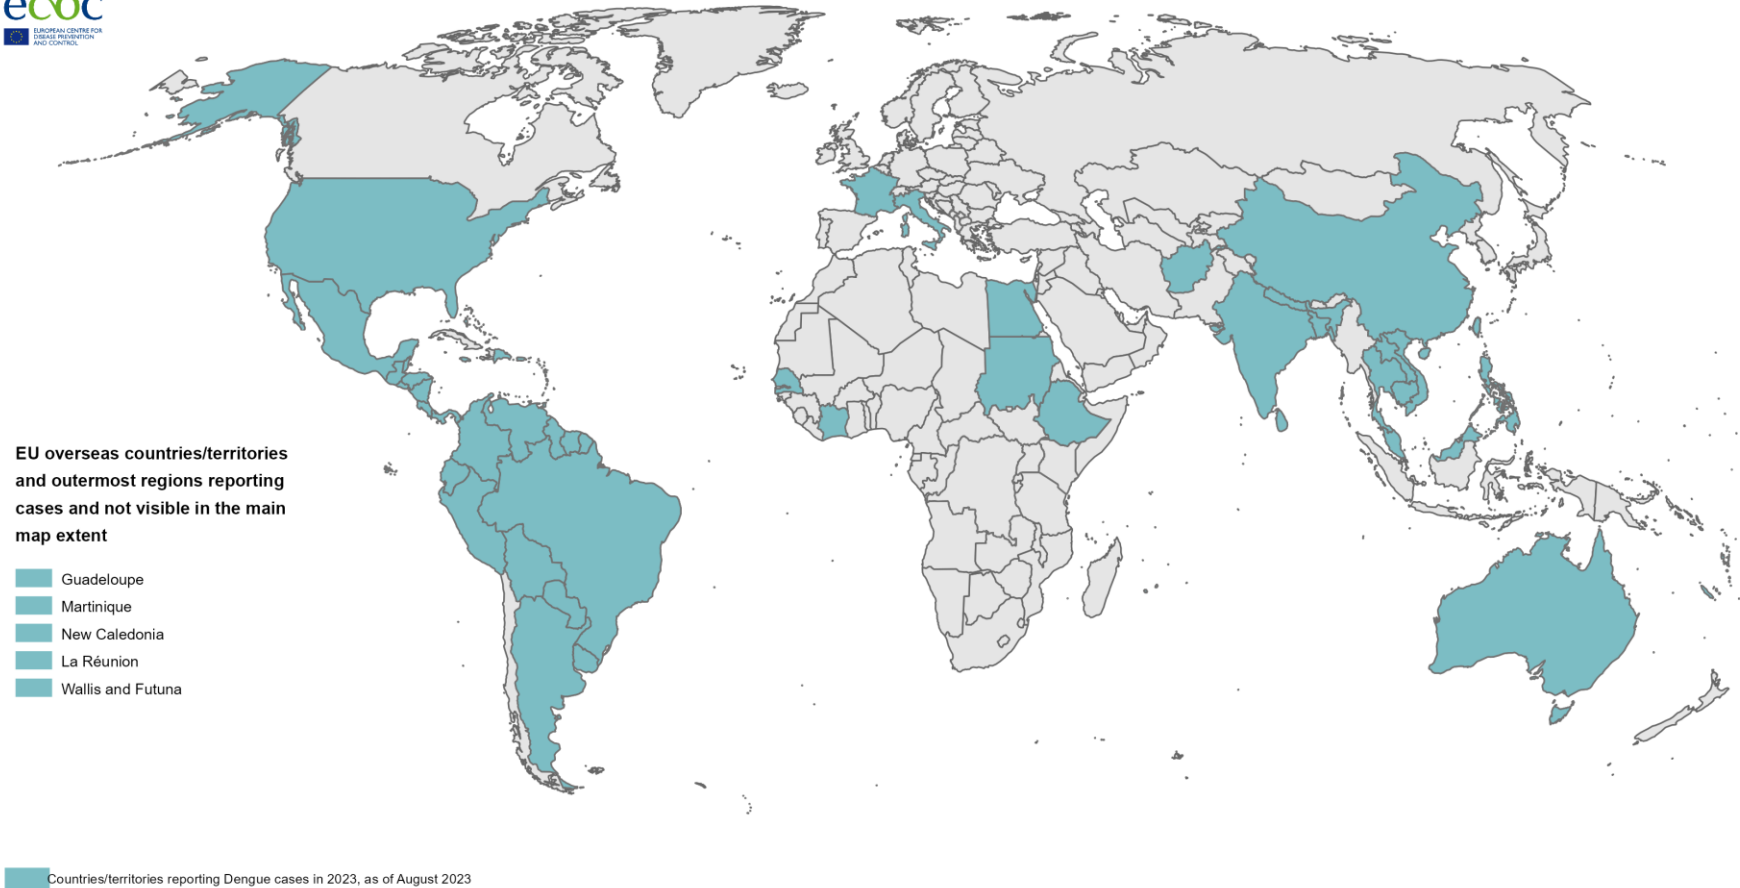 ecdc
EUROPEAN CENTRE FOR
DISEASE PREVENTION
AND CONTROL
EU overseas countries/territories
and outermost regions reporting
cases and not visible in the main
map extent
Guadeloupe
Martinique
New Caledonia
La Réunion
Wallis and Futuna
Countries/territories reporting Dengue cases in 2023, as of August 2023